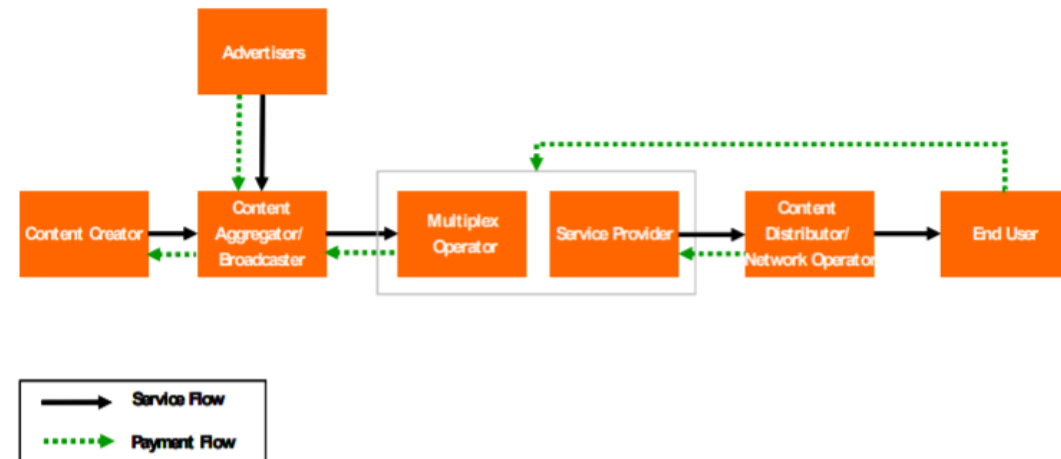 Advertisers
Content Creator
Content
Aggregator/
Broadcaster
Multiplex
Operator
Service Provider
Content
Distributor/
Network Operator
End User
Service Flow
Payment Flow